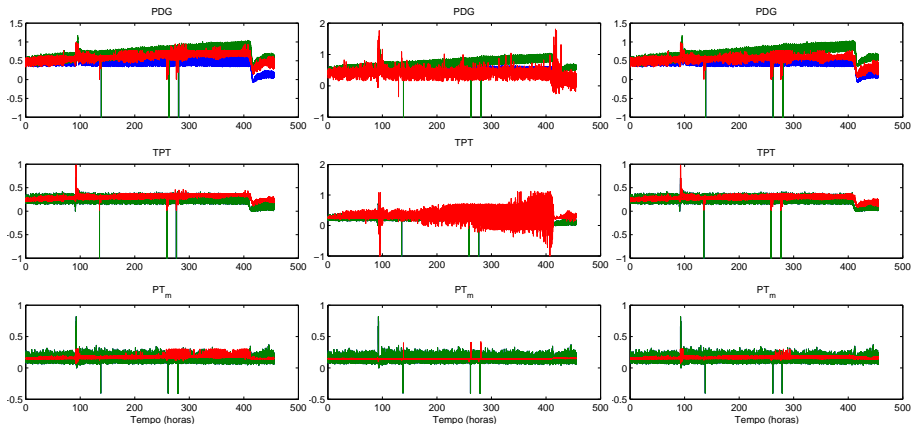 PDG PDG PDG
1.5 2 1.5
1 1.5 1
0.5 1 0.5
0 0.5 0
−0.5 0 −0.5
−1 −0.5 −1
−1
0 100 200 300 400 500 0 100 200 300 400 500 0 100 200 300 400 500
TPT TPT TPT
1 2 1
0.5 1 0.5
0 0 0
−0.5 −0.5
−1 −1 −1
0 100 200 300 400 500 0 100 200 300 400 500 0 100 200 300 400 500
PTm PTm PTm
1 1 1
0.5 0.5 0.5
0 0 0
-0.5 -0.5 -0.5
0 100 200 300 400 500 0 100 200 300 400 500 0 100 200 300 400 500
Tempo (horas) Tempo (horas) Tempo (horas)